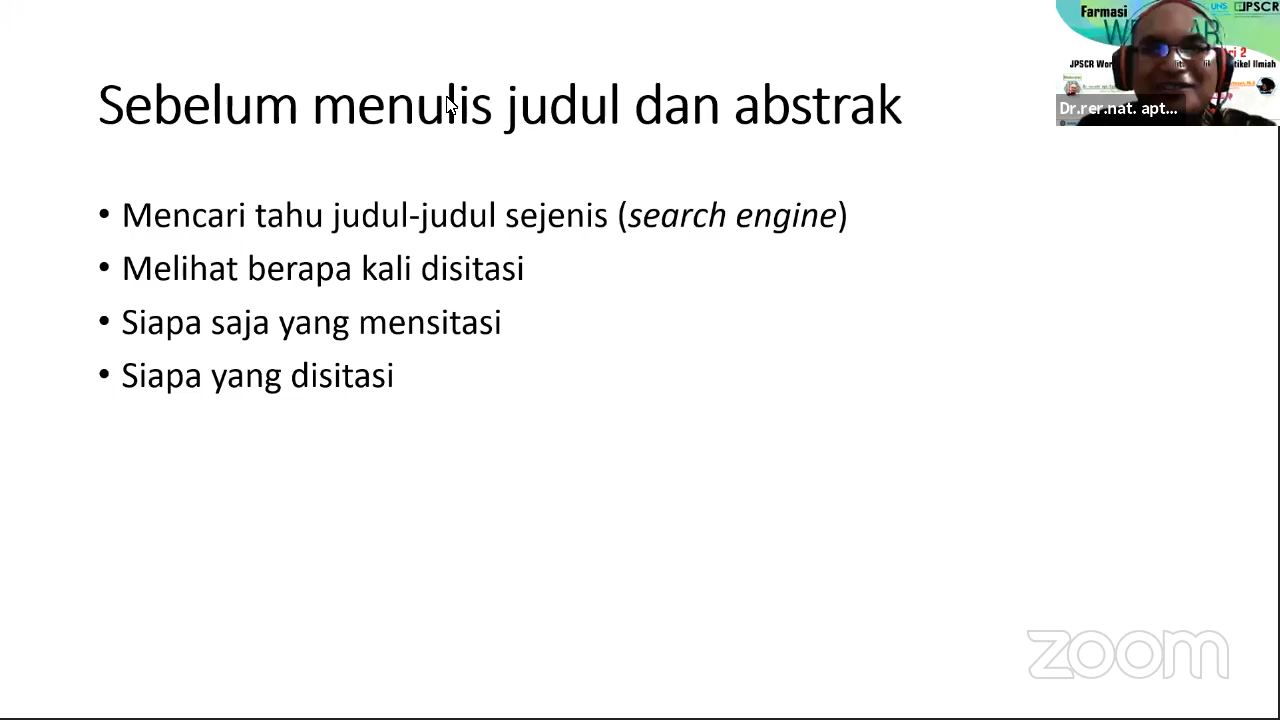 Sebelum menulis judul dan abstrak
• Mencari tahu judul-judul sejenis (search engine)
• Melihat berapa kali disitasi
• Siapa saja yang mensitasi
• Siapa yang disitasi
Farmasi
UNS JPSCR
JPSCR
Dr.rer.nat. apt...
zoom